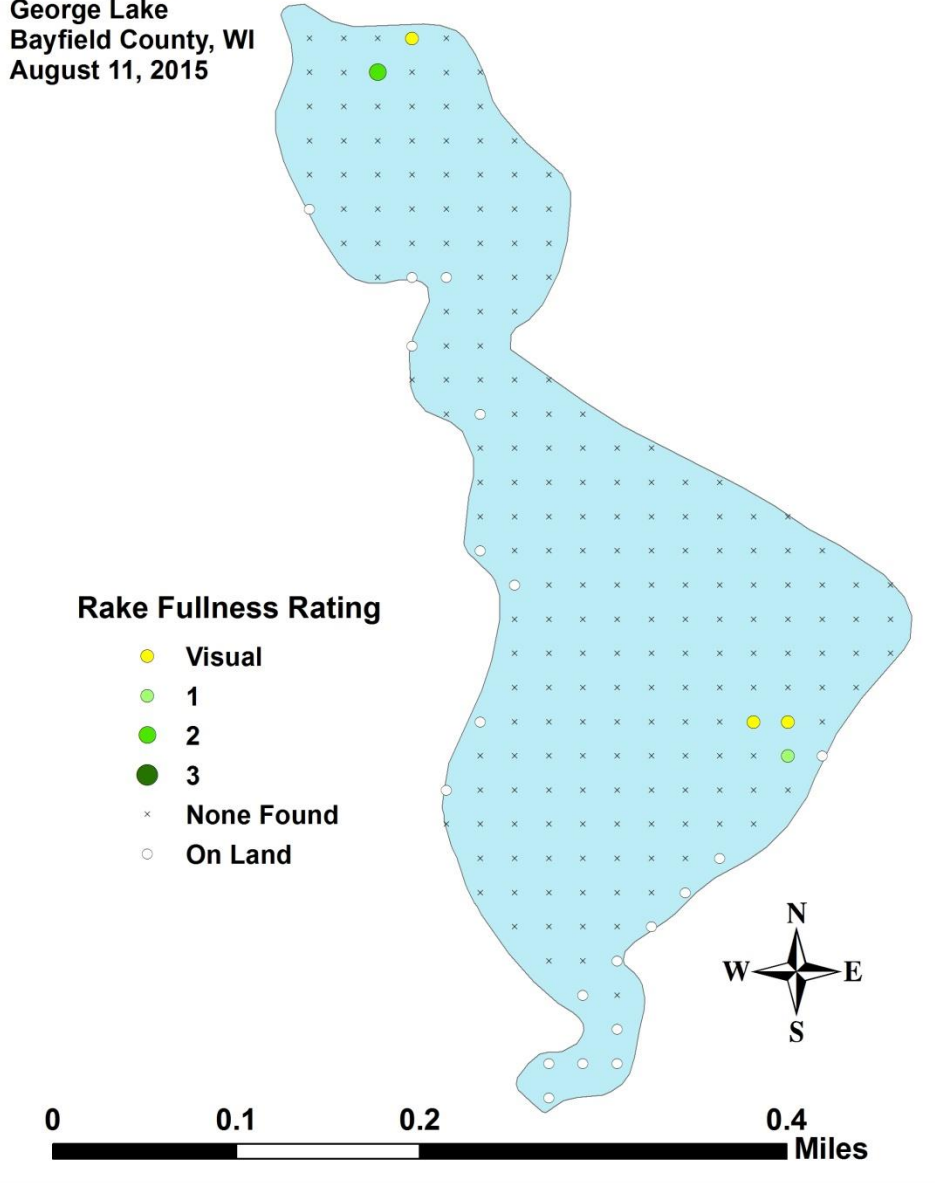 George Lake
Bayfield County, WI
August 11, 2015
Rake Fullness Rating
Visual
1
2
3
None Found
On Land
N
W E
S
0 0.1 0.2 0.4
Miles